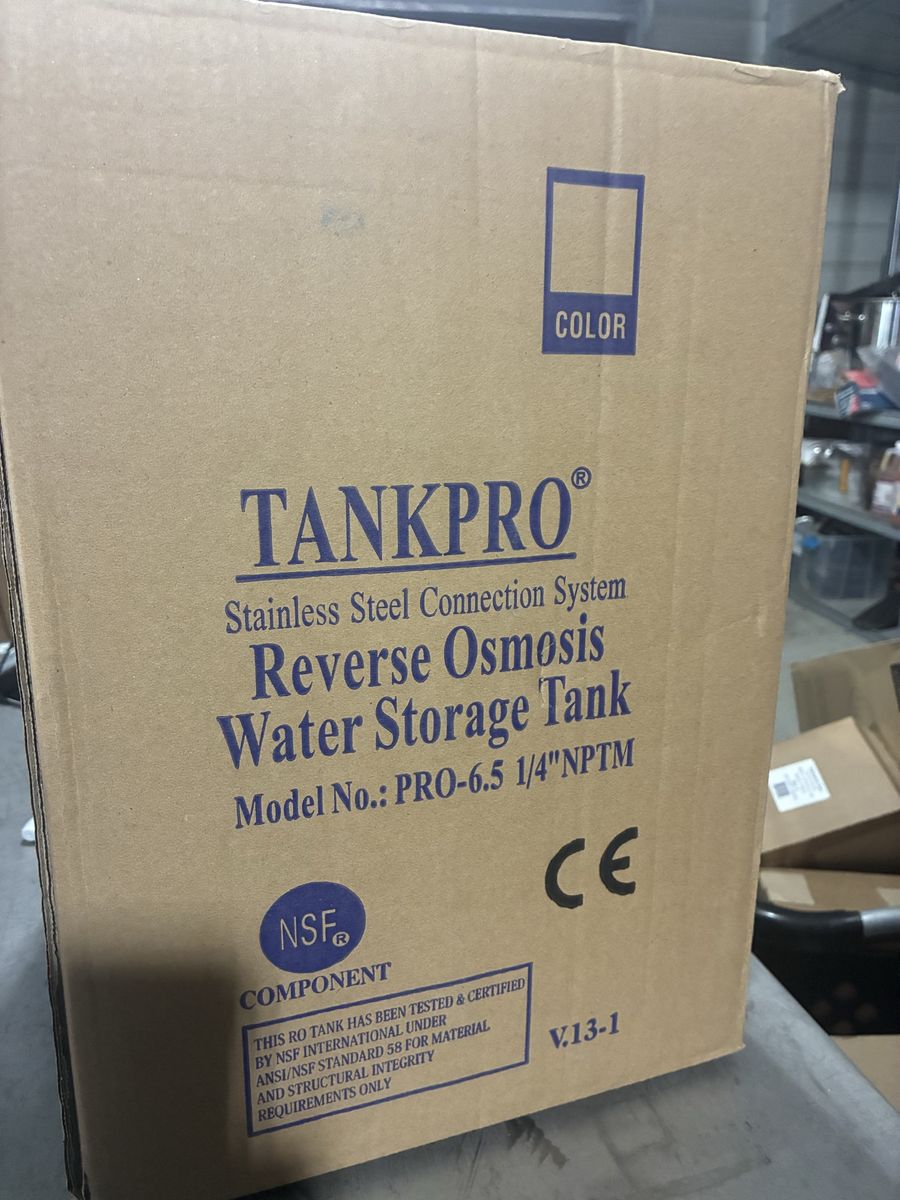 COLOR
TANKPRO®
Stainless Steel Connection System
Reverse Osmosis
Water Storage Tank
Model No.: PRO-6.5 1/4"NPTM
CE
NSF®
COMPONENT
THIS RO TANK HAS BEEN TESTED & CERTIFIED
BY NSF INTERNATIONAL UNDER
ANSI/NSF STANDARD 58 FOR MATERIAL
AND STRUCTURAL INTEGRITY
REQUIREMENTS ONLY
V.13-1